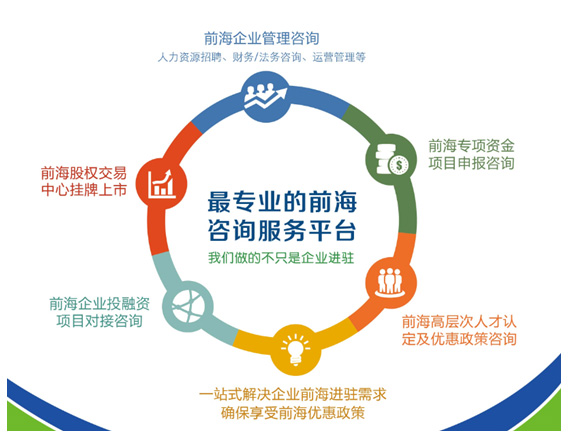 前海企业管理咨询
人力资源招聘、财务/法务咨询、运营管理等
前海专项资金
项目申报咨询
前海股权交易
中心挂牌上市
最专业的前海
咨询服务平台
我们做的不只是企业进驻
前海企业投融资
项目对接咨询
前海高层次人才认
定及优惠政策咨询
一站式解决企业前海进驻需求
确保享受前海优惠政策